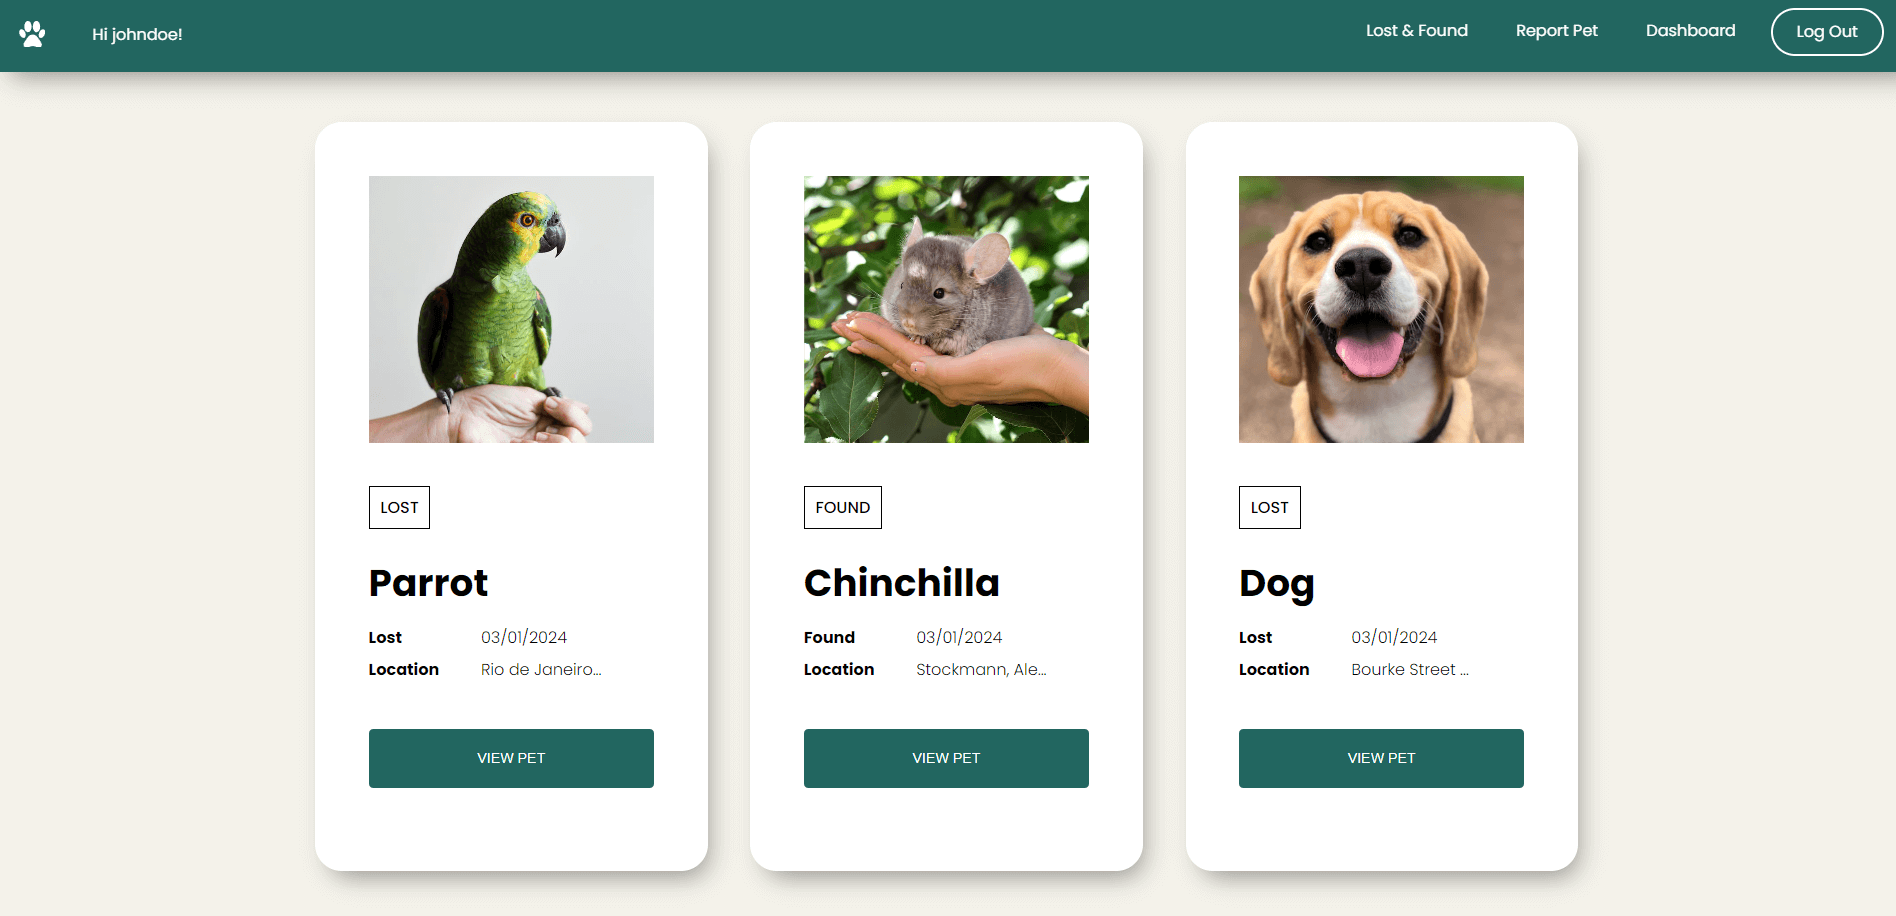 Hi johndoe!
Lost & Found
Report Pet
Dashboard
Log Out
LOST
Parrot
Lost 03/01/2024
Location Rio de Janeiro...
VIEW PET
FOUND
Chinchilla
Found 03/01/2024
Location Stockmann, Ale...
VIEW PET
LOST
Dog
Lost 03/01/2024
Location Bourke Street ...
VIEW PET